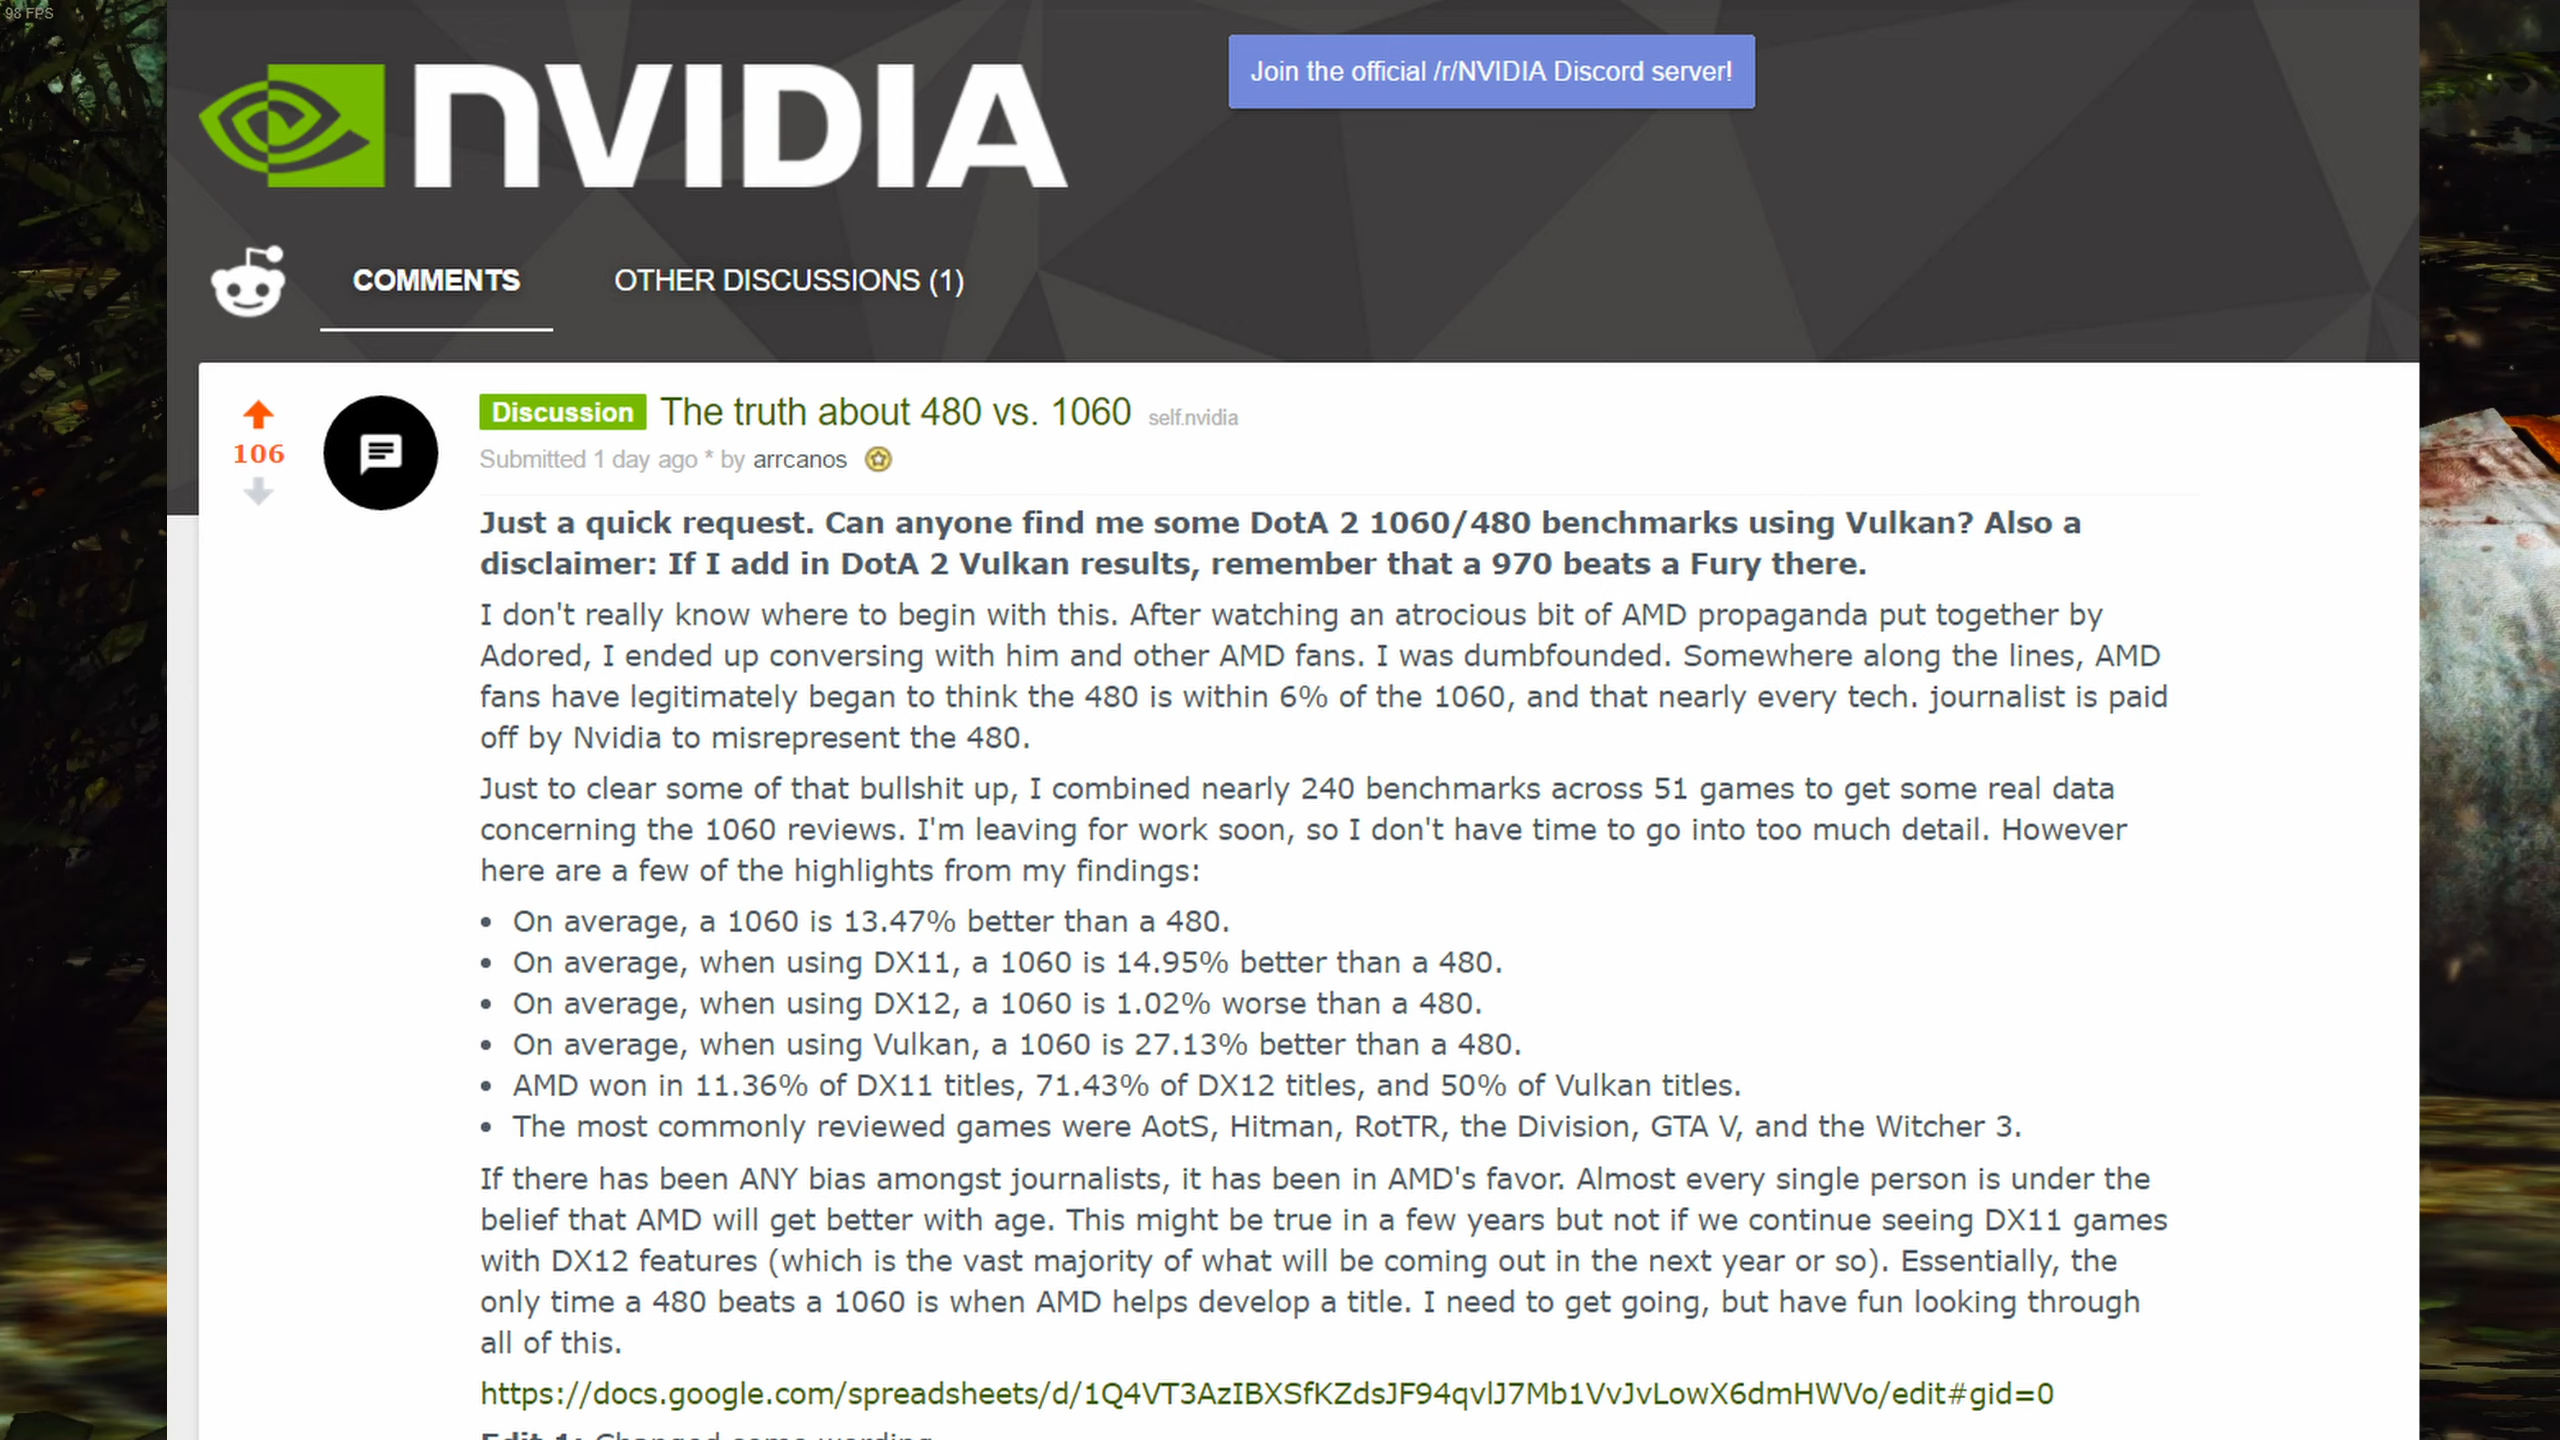 98 FPS
nVIDIA
Join the official /r/NVIDIA Discord server!
COMMENTS
OTHER DISCUSSIONS (1)
106
Discussion The truth about 480 vs. 1060 self.nvidia
Submitted 1 day ago * by arrcanos
Just a quick request. Can anyone find me some DotA 2 1060/480 benchmarks using Vulkan? Also a
disclaimer: If I add in DotA 2 Vulkan results, remember that a 970 beats a Fury there.
I don't really know where to begin with this. After watching an atrocious bit of AMD propaganda put together by
Adored, I ended up conversing with him and other AMD fans. I was dumbfounded. Somewhere along the lines, AMD
fans have legitimately began to think the 480 is within 6% of the 1060, and that nearly every tech. journalist is paid
off by Nvidia to misrepresent the 480.
Just to clear some of that bullshit up, I combined nearly 240 benchmarks across 51 games to get some real data
concerning the 1060 reviews. I'm leaving for work soon, so I don't have time to go into too much detail. However
here are a few of the highlights from my findings:
• On average, a 1060 is 13.47% better than a 480.
• On average, when using DX11, a 1060 is 14.95% better than a 480.
• On average, when using DX12, a 1060 is 1.02% worse than a 480.
• On average, when using Vulkan, a 1060 is 27.13% better than a 480.
• AMD won in 11.36% of DX11 titles, 71.43% of DX12 titles, and 50% of Vulkan titles.
• The most commonly reviewed games were AotS, Hitman, RotTR, the Division, GTA V, and the Witcher 3.
If there has been ANY bias amongst journalists, it has been in AMD's favor. Almost every single person is under the
belief that AMD will get better with age. This might be true in a few years but not if we continue seeing DX11 games
with DX12 features (which is the vast majority of what will be coming out in the next year or so). Essentially, the
only time a 480 beats a 1060 is when AMD helps develop a title. I need to get going, but have fun looking through
all of this.
https://docs.google.com/spreadsheets/d/1Q4VT3AzIBXSfKZdsJF94qvlJ7Mb1VvJvLowX6dmHWVo/edit#gid=0
Edit 1: Changed some wording